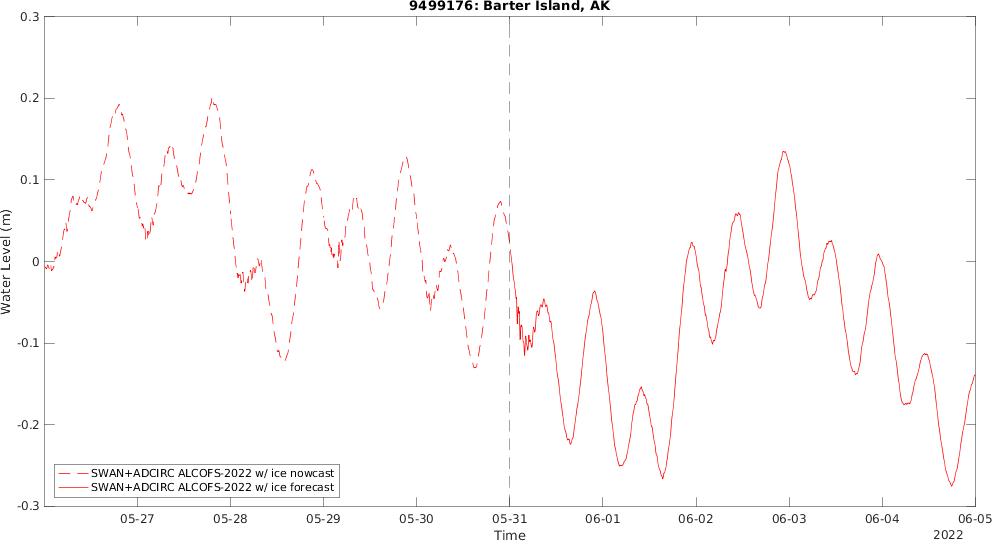 9499176: Barter Island, AK
0.3
0.2
0.1
0
-0.1
-0.2
-0.3
Water Level (m)
SWAN+ADCIRC ALCOFS-2022 w/ ice nowcast
SWAN+ADCIRC ALCOFS-2022 w/ ice forecast
05-27 05-28 05-29 05-30 05-31 06-01 06-02 06-03 06-04 06-05
Time
2022